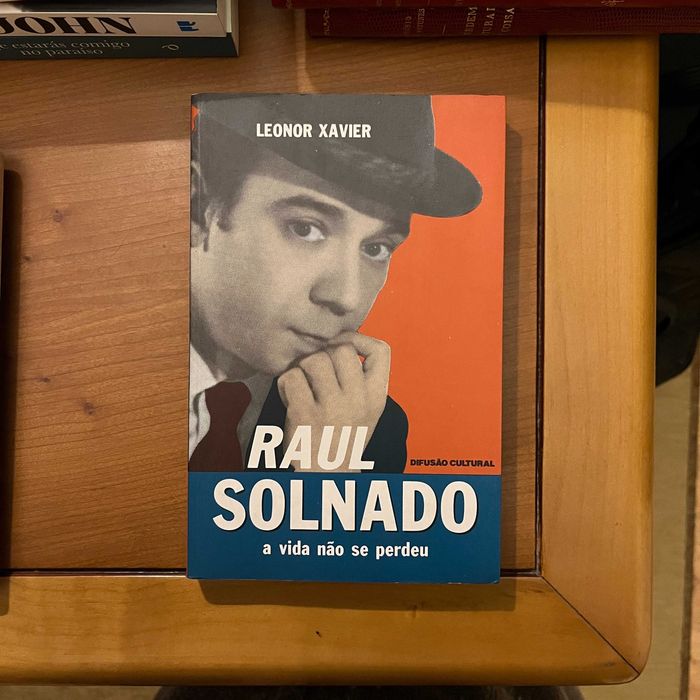 JOHN
estarás comigo
no paraíso
LEONOR XAVIER
RAUL
DIFUSÃO CULTURAL
SOLNADO
a vida não se perdeu